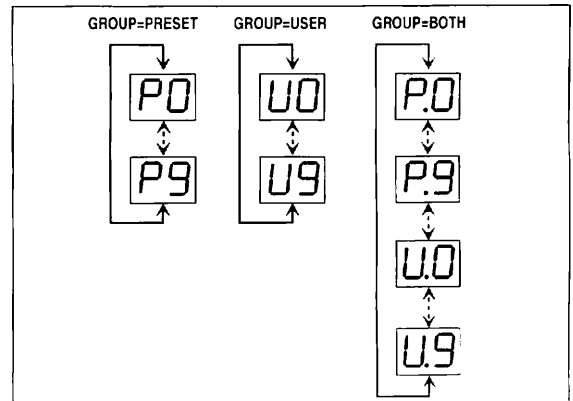 GROUP=PRESET GROUP=USER GROUP=BOTH
P0 U0 P.0
P9 U9 P.9
U.0
U.9